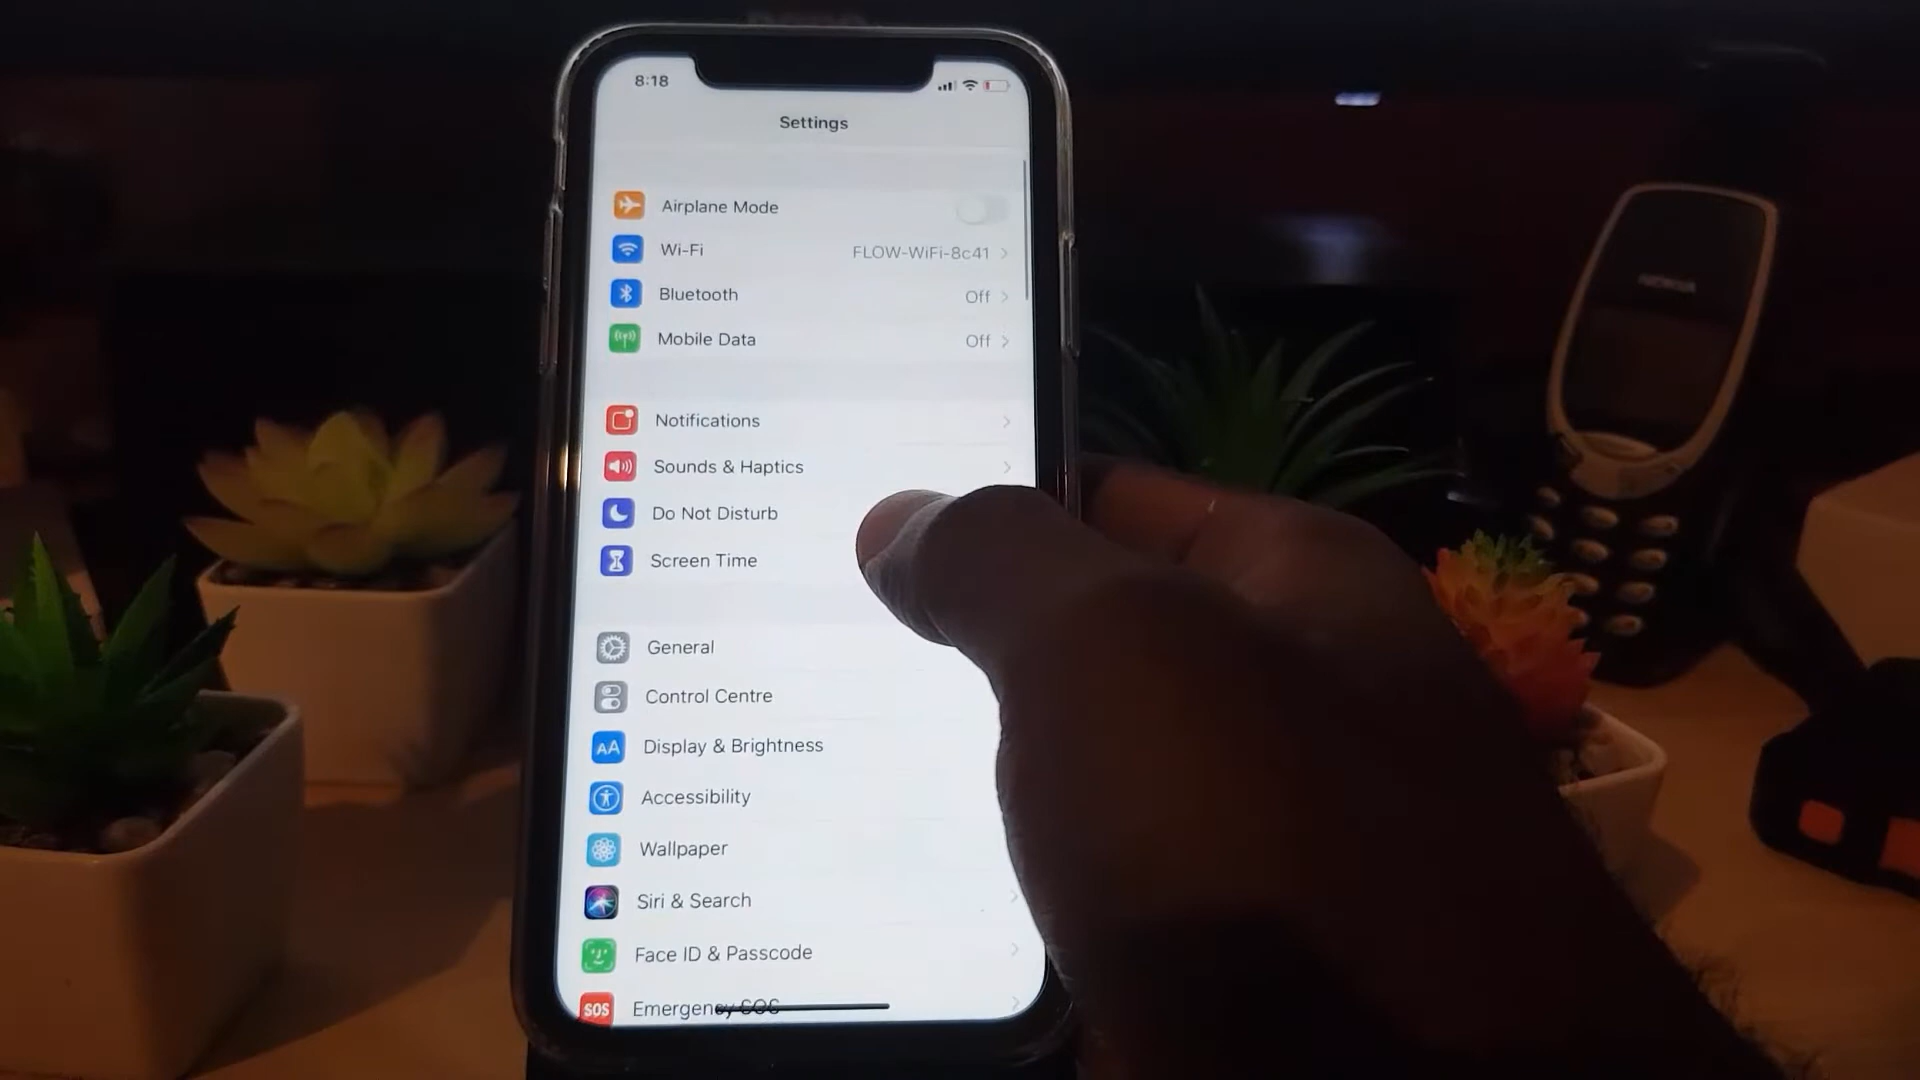 8:18
Settings
Airplane Mode
Wi-Fi FLOW-WiFi-8c41
Bluetooth Off
Mobile Data Off
Notifications
Sounds & Haptics
Do Not Disturb
Screen Time
General
Control Centre
AA Display & Brightness
Accessibility
Wallpaper
Siri & Search
Face ID & Passcode
SOS Emergency SOS
NOKIA